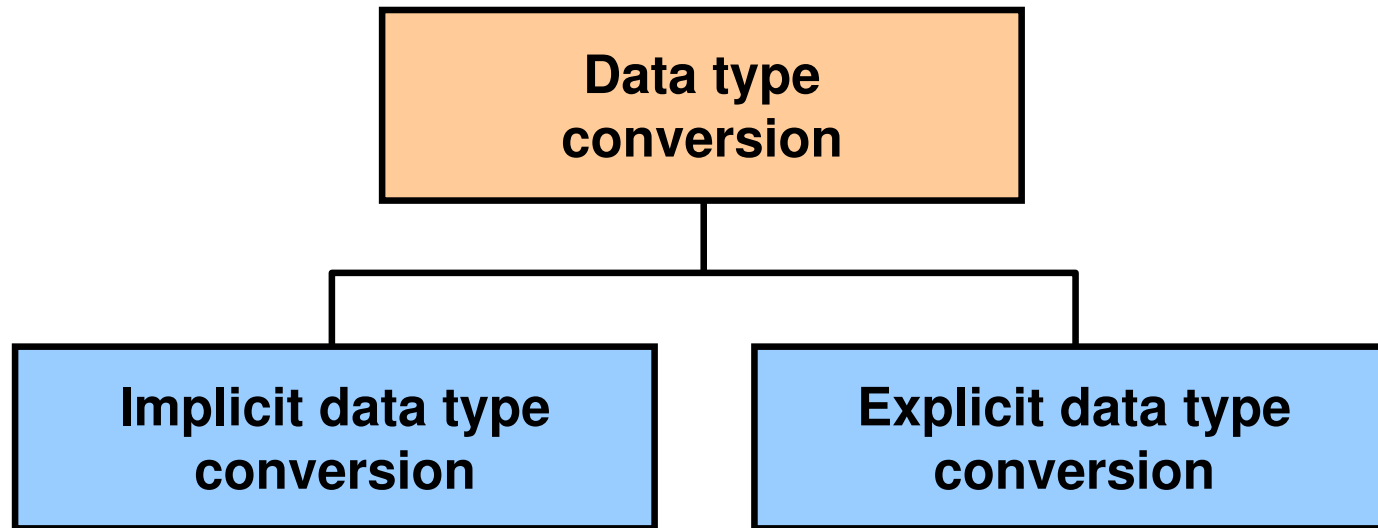 Data type
conversion
Implicit data type
conversion
Explicit data type
conversion